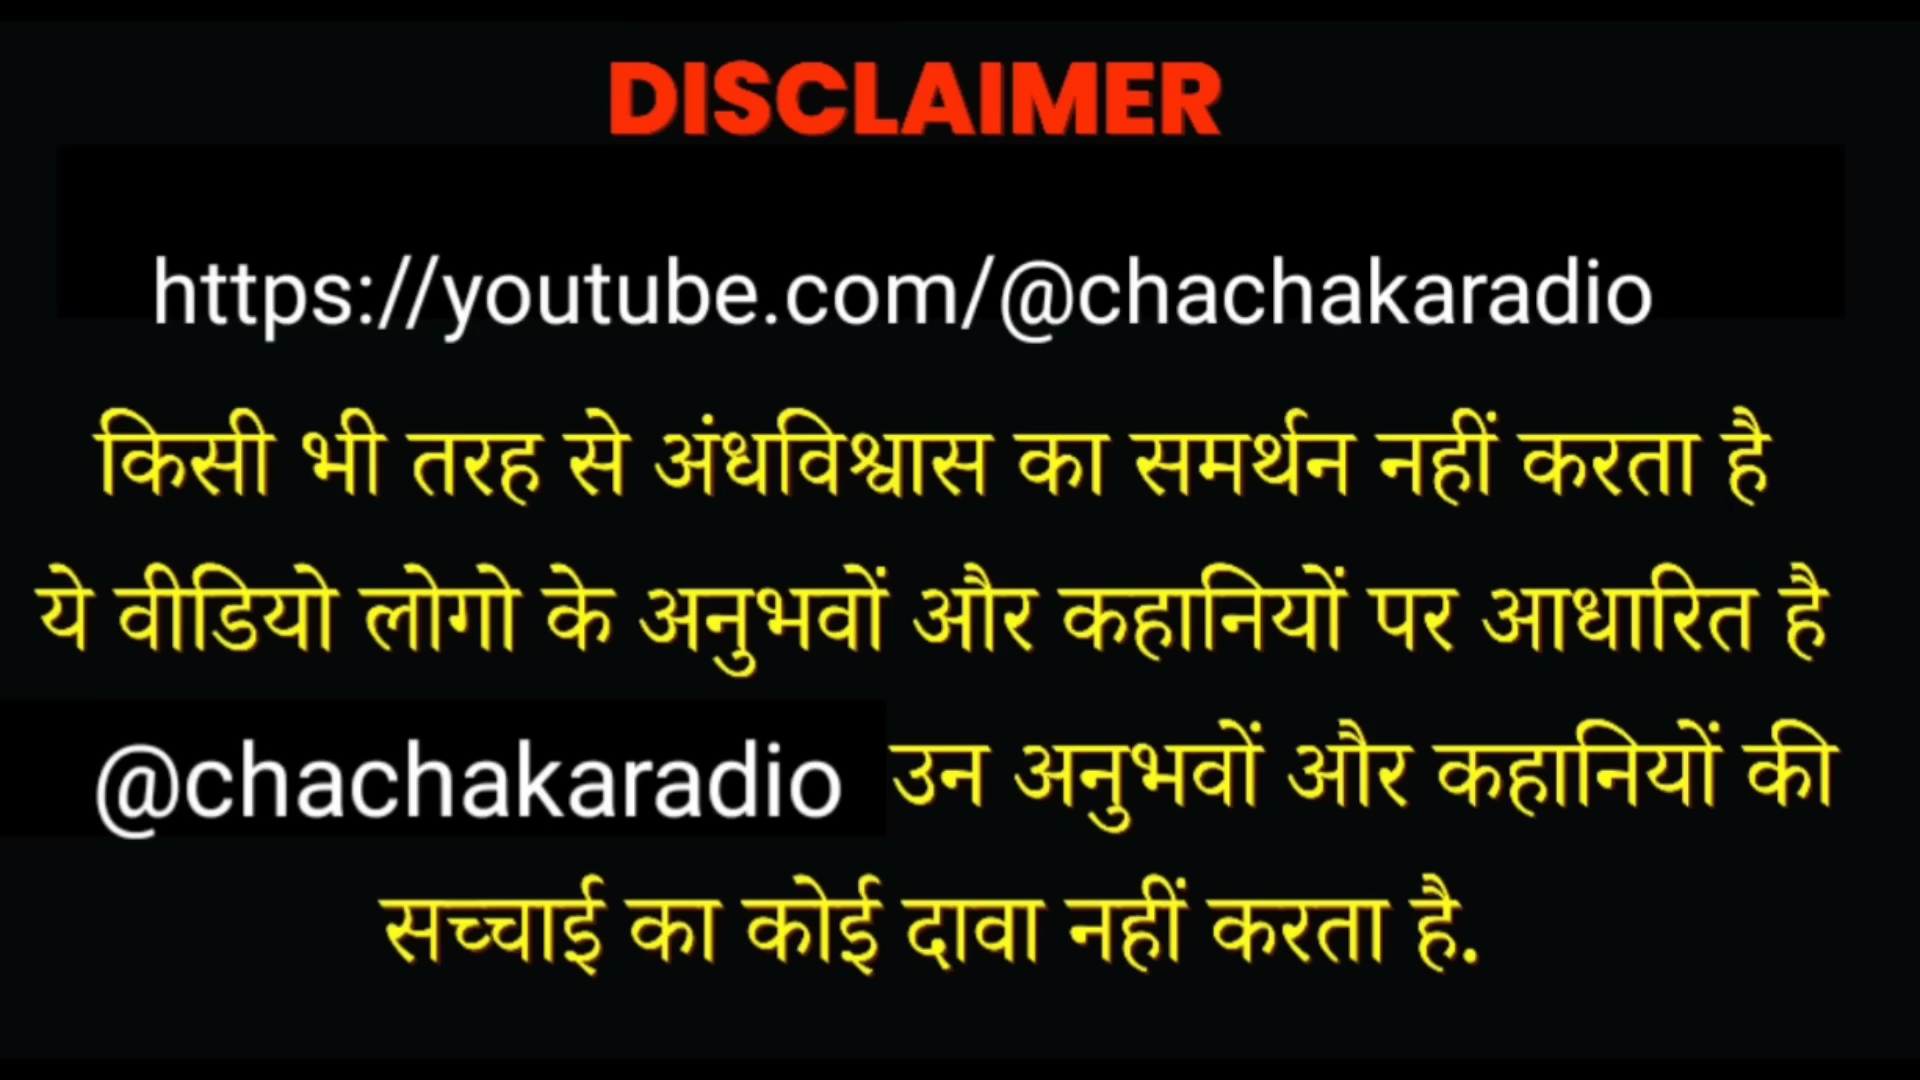 DISCLAIMER
https://youtube.com/@chachakaradio
किसी भी तरह से अंधविश्वास का समर्थन नहीं करता है
ये वीडियो लोगो के अनुभवों और कहानियों पर आधारित है
@chachakaradio उन अनुभवों और कहानियों की
सच्चाई का कोई दावा नहीं करता है.